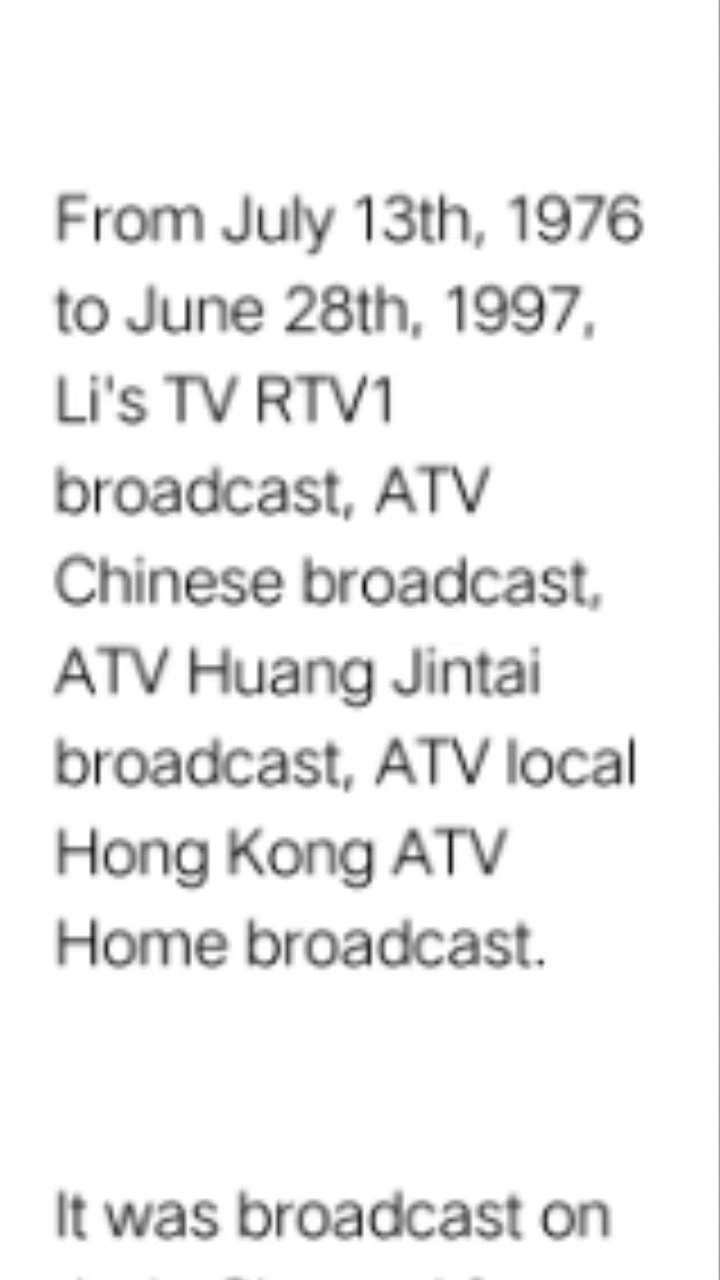 From July 13th, 1976
to June 28th, 1997,
Li's TV RTV1
broadcast, ATV
Chinese broadcast,
ATV Huang Jintai
broadcast, ATV local
Hong Kong ATV
Home broadcast.
It was broadcast on